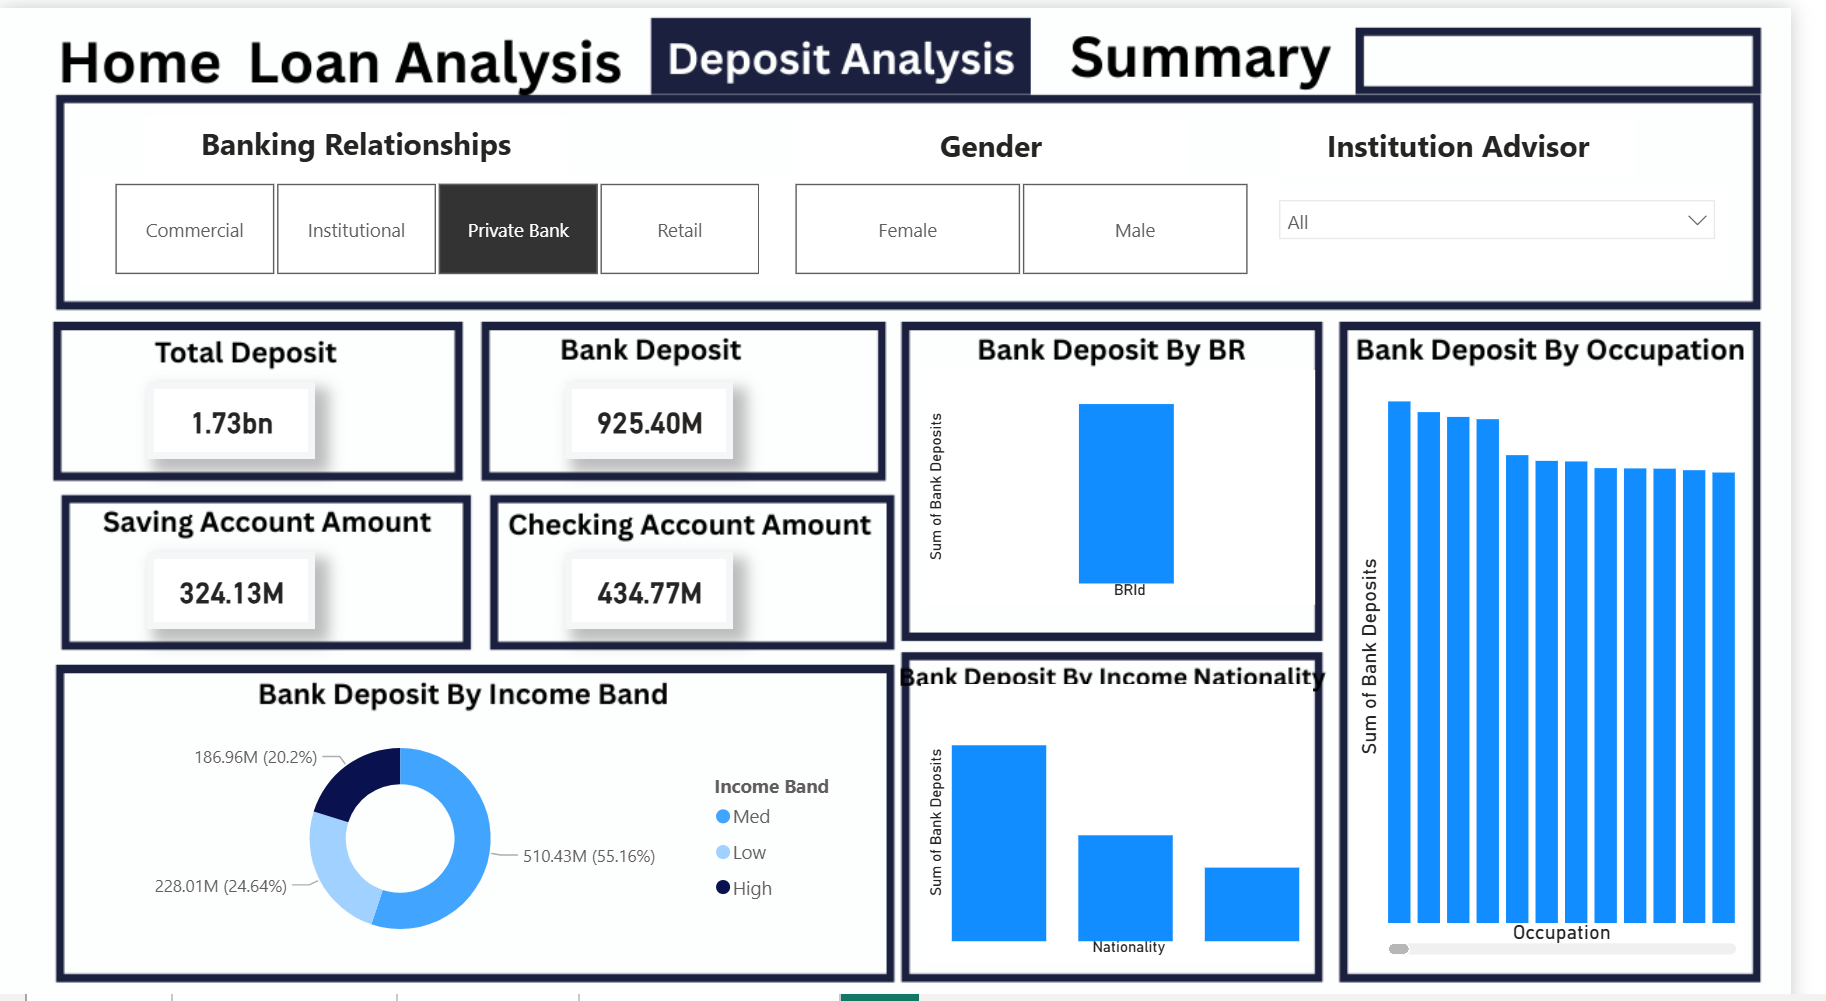 Home Loan Analysis Deposit Analysis Summary
Banking Relationships Gender Institution Advisor
Commercial Institutional Private Bank Retail Female Male All
Total Deposit
1.73bn
Bank Deposit
925.40M
Saving Account Amount
324.13M
Checking Account Amount
434.77M
Bank Deposit By BR
Sum of Bank Deposits
BRId
Bank Deposit By Occupation
Sum of Bank Deposits
Occupation
Bank Deposit By Income Band
186.96M (20.2%)
510.43M (55.16%)
228.01M (24.64%)
Income Band
Med
Low
High
Bank Deposit By Income Nationality
Sum of Bank Deposits
Nationality